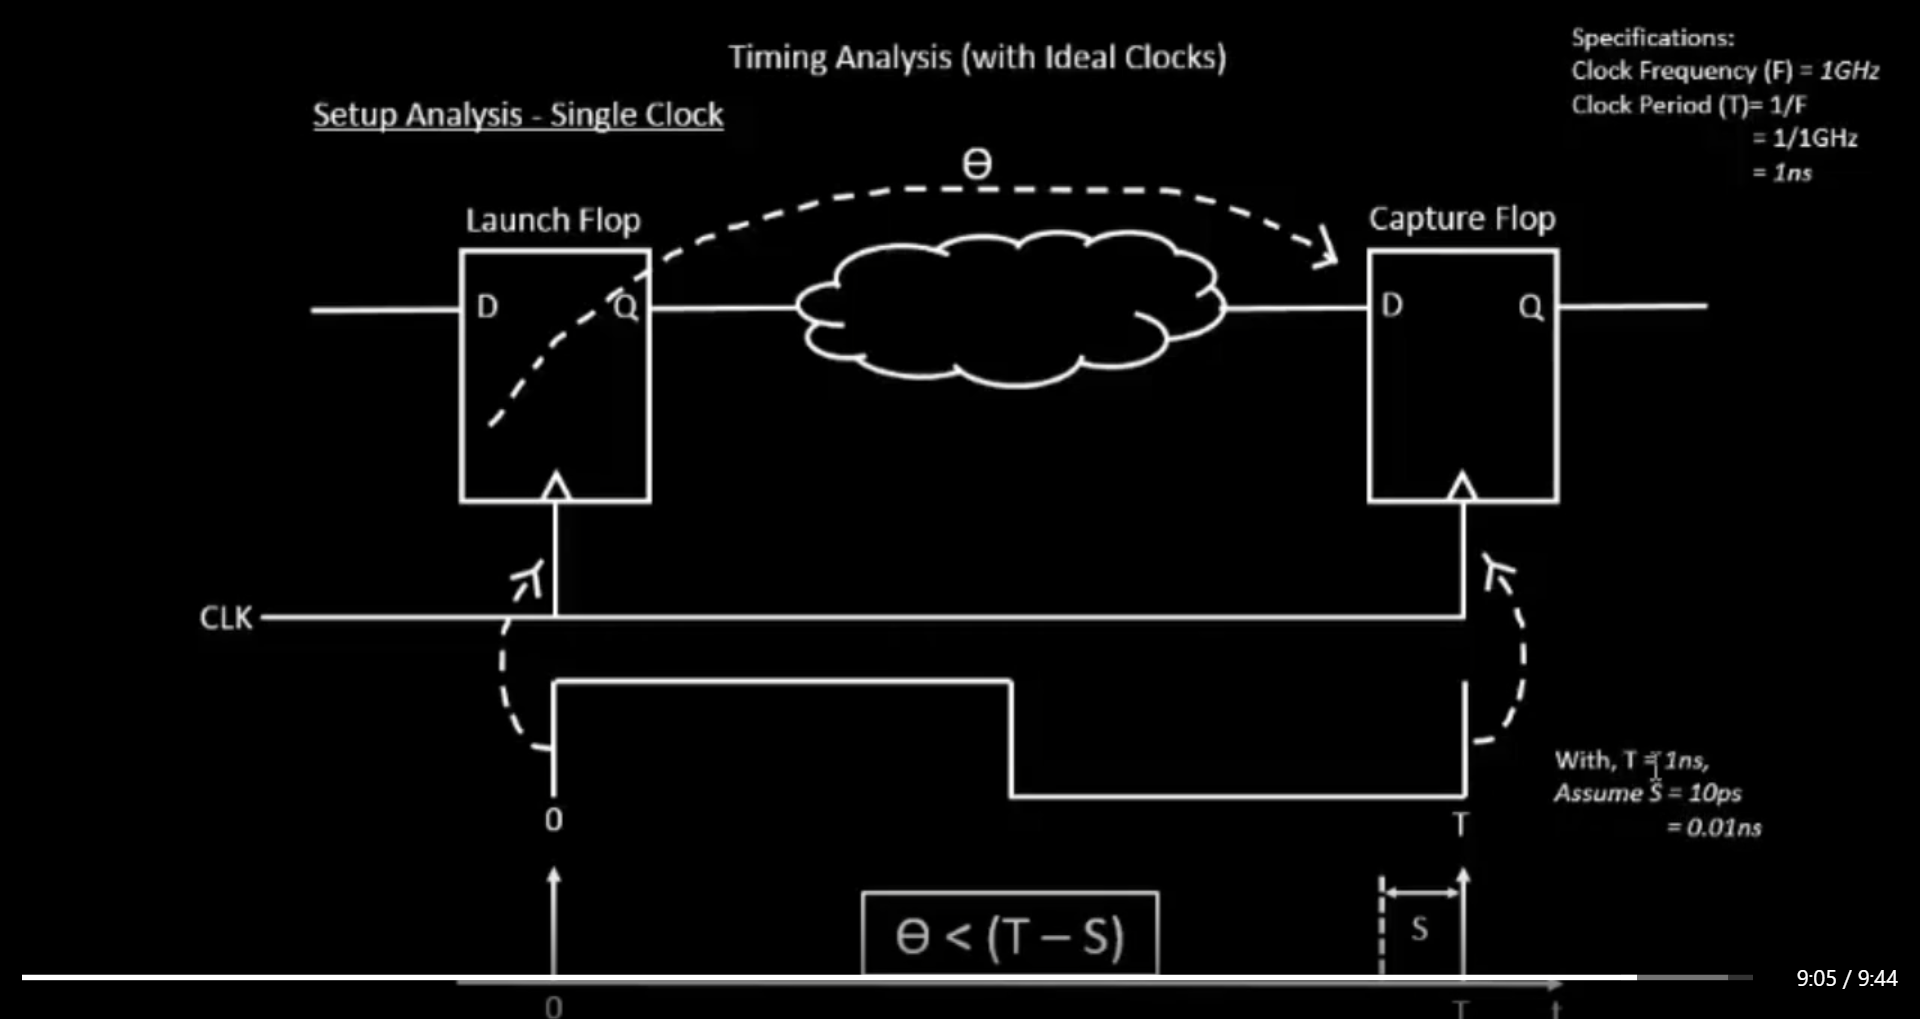 Timing Analysis (with Ideal Clocks)
Specifications:
Clock Frequency (F) = 1GHz
Clock Period (T)= 1/F
= 1/1GHz
= 1ns
Setup Analysis - Single Clock
Ɵ
Launch Flop
Capture Flop
D
Q
D
Q
CLK
0
T
With, T = 1ns,
Assume S = 10ps
= 0.01ns
Ɵ < (T – S)
S
9:05 / 9:44
0
T
t